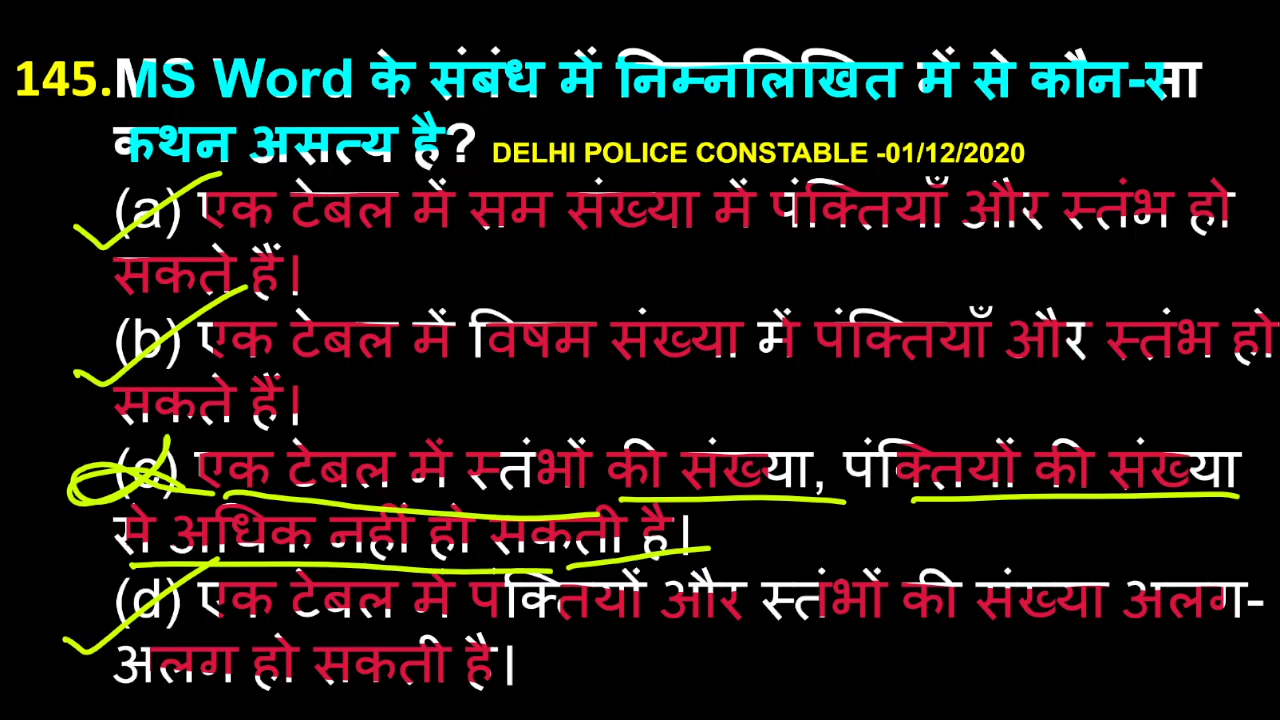 145.MS Word के संबंध में निम्नलिखित में से कौन-सा
कथन असत्य है? DELHI POLICE CONSTABLE -01/12/2020
(a) एक टेबल में सम संख्या में पंक्तियाँ और स्तंभ हो
सकते हैं।
(b) एक टेबल में विषम संख्या में पंक्तियाँ और स्तंभ हो
सकते हैं।
(c) एक टेबल में स्तंभों की संख्या, पंक्तियों की संख्या
से अधिक नहीं हो सकती है।
(d) एक टेबल में पंक्तियों और स्तंभों की संख्या अलग-
अलग हो सकती है।